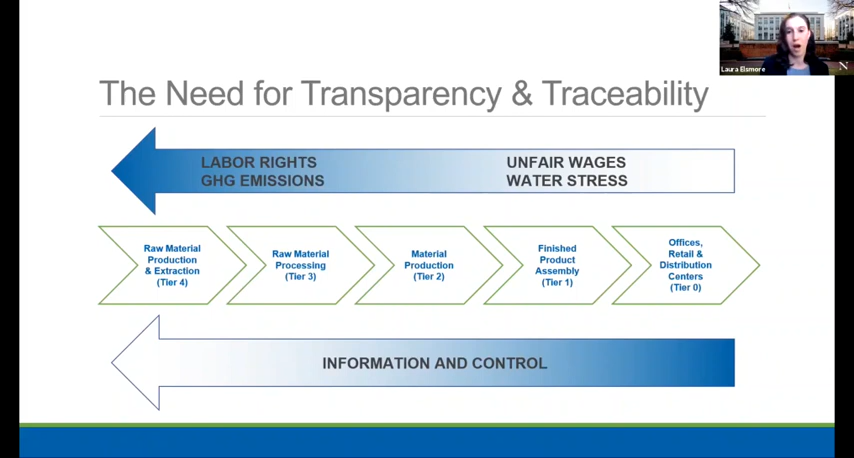 Laura Elsmore
The Need for Transparency & Traceability
LABOR RIGHTS
GHG EMISSIONS
UNFAIR WAGES
WATER STRESS
Raw Material
Production
& Extraction
(Tier 4)
Raw Material
Processing
(Tier 3)
Material
Production
(Tier 2)
Finished
Product
Assembly
(Tier 1)
Offices,
Retail &
Distribution
Centers
(Tier 0)
INFORMATION AND CONTROL